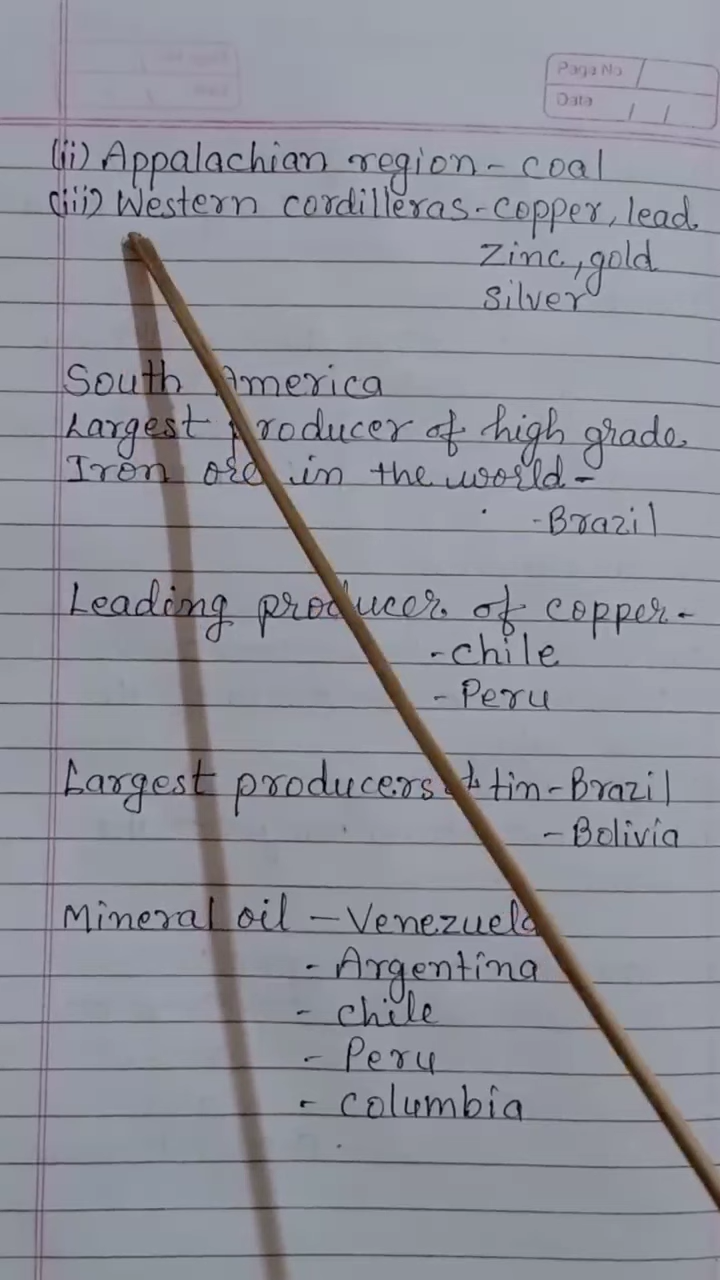 Page No
Data / /
(ii) Appalachian region - coal
(iii) Western cordilleras - copper, lead
zinc, gold
silver
South America
Largest producer of high grade
Iron ore in the world -
- Brazil
Leading producer of copper -
- chile
- Peru
Largest producers of tin - Brazil
- Bolivia
Mineral oil - Venezuela
- Argentina
- chile
- Peru
- columbia